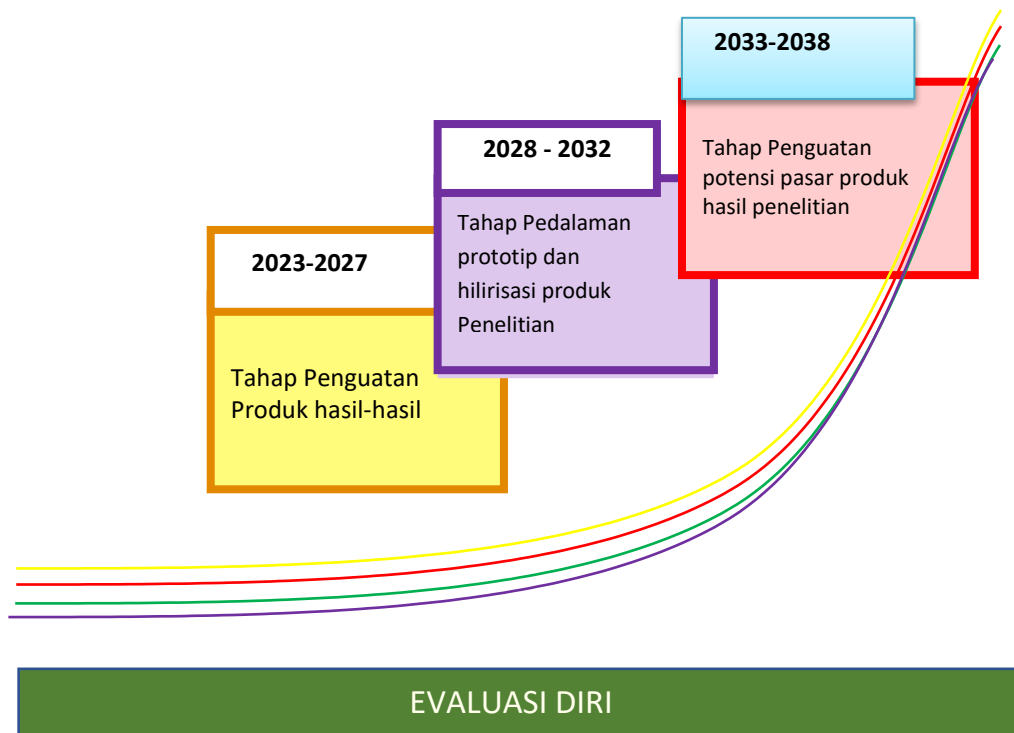 2033-2038
Tahap Penguatan
potensi pasar produk
hasil penelitian
2028 - 2032
Tahap Pedalaman
prototip dan
hilirisasi produk
Penelitian
2023-2027
Tahap Penguatan
Produk hasil-hasil
EVALUASI DIRI